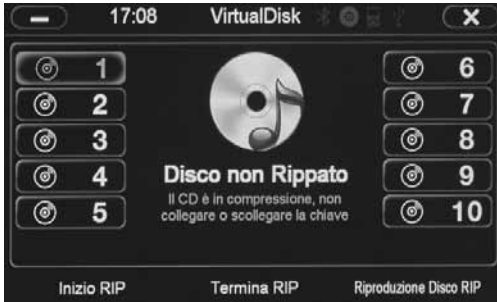 17:08 VirtualDisk
1
2
3
4
5
6
7
8
9
10
Disco non Rippato
Il CD è in compressione, non
collegare o scollegare la chiave
Inizio RIP Termina RIP Riproduzione Disco RIP